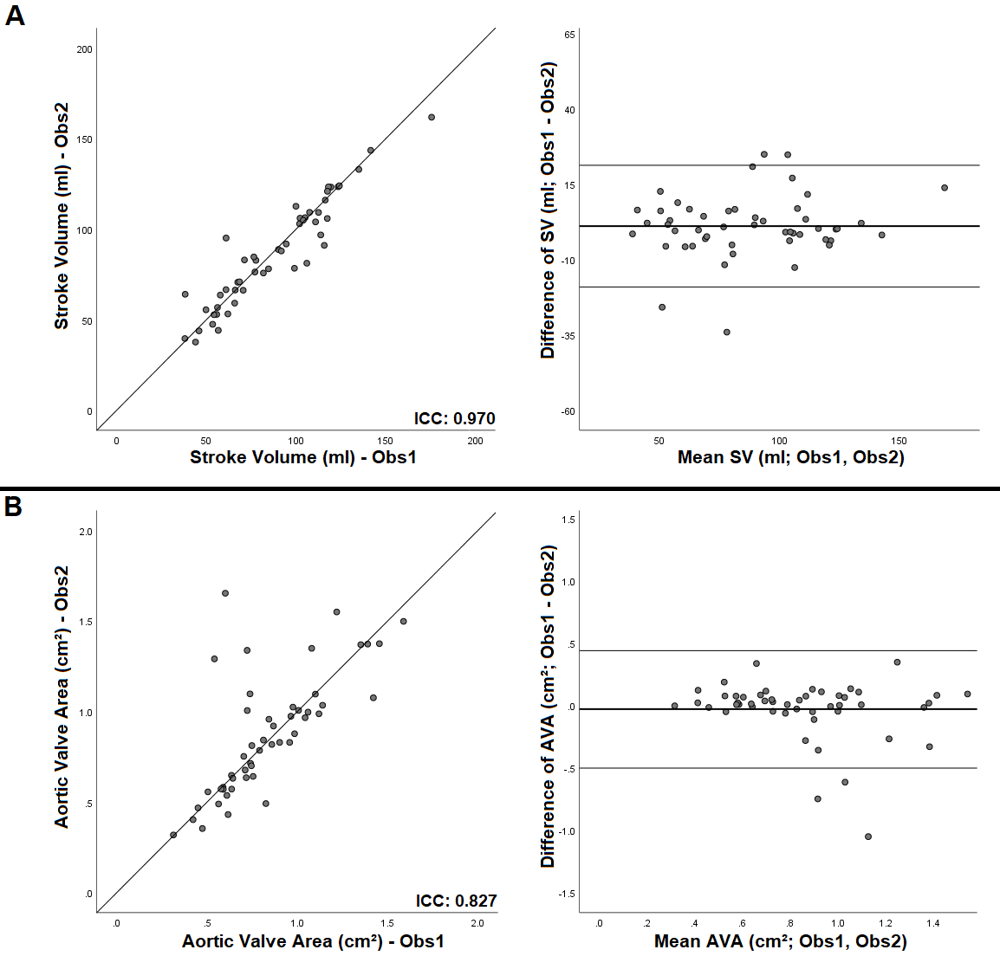 A
Stroke Volume (ml) - Obs2
200
150
100
50
0
ICC: 0.970
0 50 100 150 200
Stroke Volume (ml) - Obs1
Difference of SV (ml; Obs1 - Obs2)
65
40
15
-10
-35
-60
50 100 150
Mean SV (ml; Obs1, Obs2)
B
Aortic Valve Area (cm²) - Obs2
2.0
1.5
1.0
.5
.0
ICC: 0.827
.0 .5 1.0 1.5 2.0
Aortic Valve Area (cm²) - Obs1
Difference of AVA (cm²; Obs1 - Obs2)
1.5
1.0
.5
.0
-.5
-1.0
-1.5
.0 .2 .4 .6 .8 1.0 1.2 1.4
Mean AVA (cm²; Obs1, Obs2)